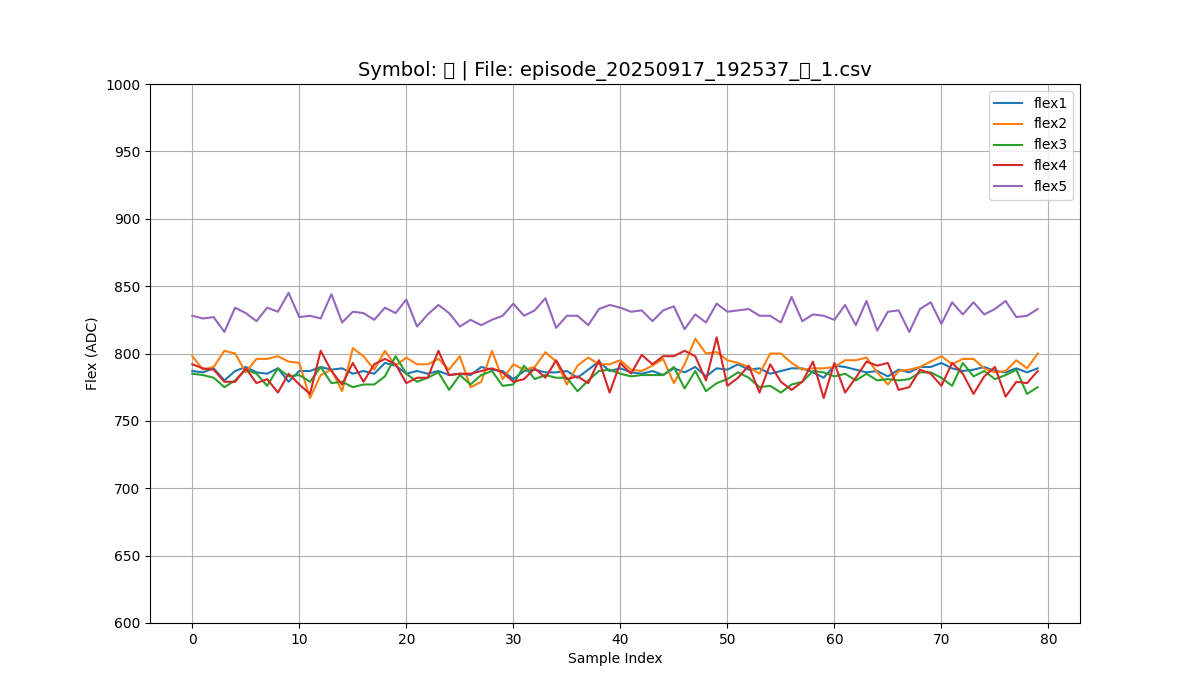 Symbol: | File: episode_20250917_192537_ _1.csv
1000
950
900
850
800
750
700
650
600
Flex (ADC)
flex1
flex2
flex3
flex4
flex5
0 10 20 30 40 50 60 70 80
Sample Index